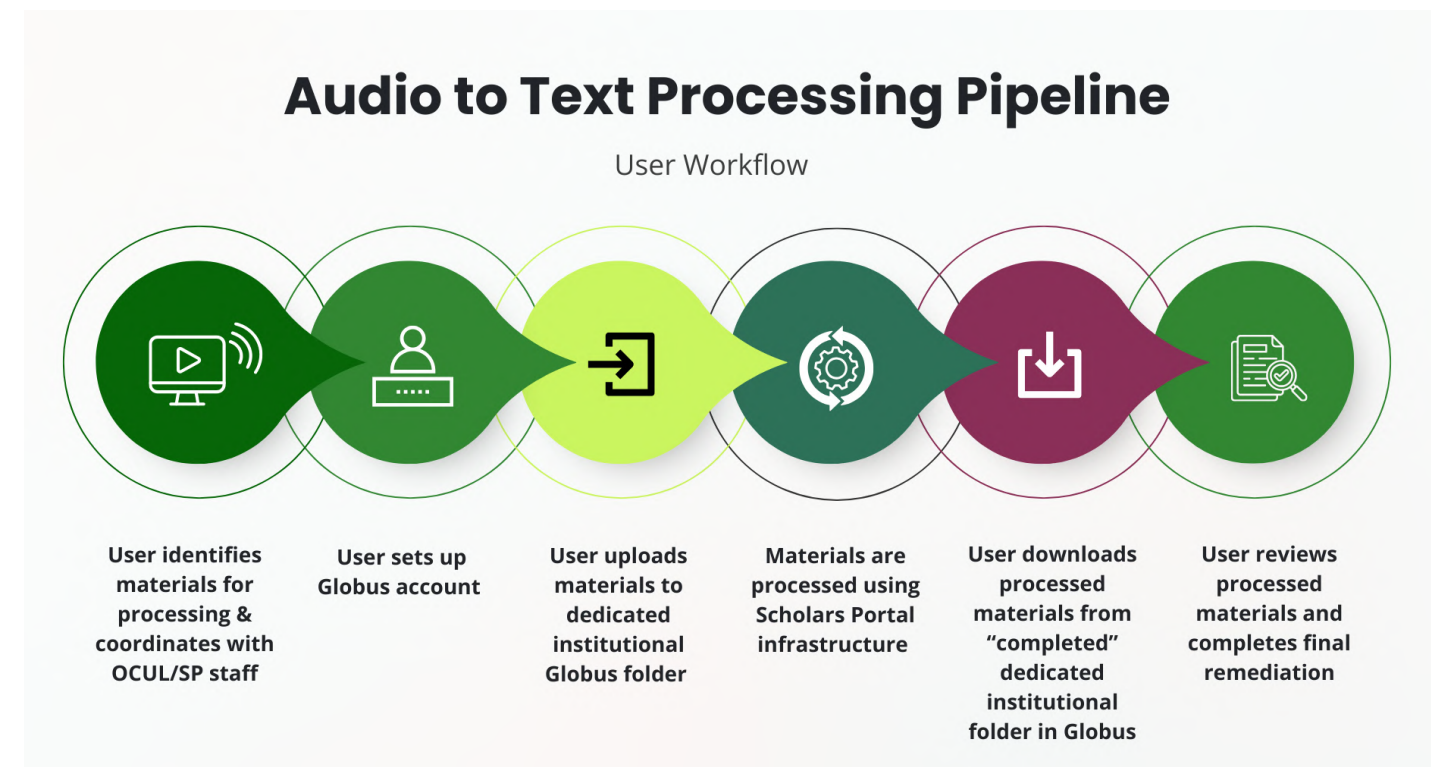 Audio to Text Processing Pipeline
User Workflow
User identifies
materials for
processing &
coordinates with
OCUL/SP staff
User sets up
Globus account
User uploads
materials to
dedicated
institutional
Globus folder
Materials are
processed using
Scholars Portal
infrastructure
User downloads
processed
materials from
“completed”
dedicated
institutional
folder in Globus
User reviews
processed
materials and
completes final
remediation